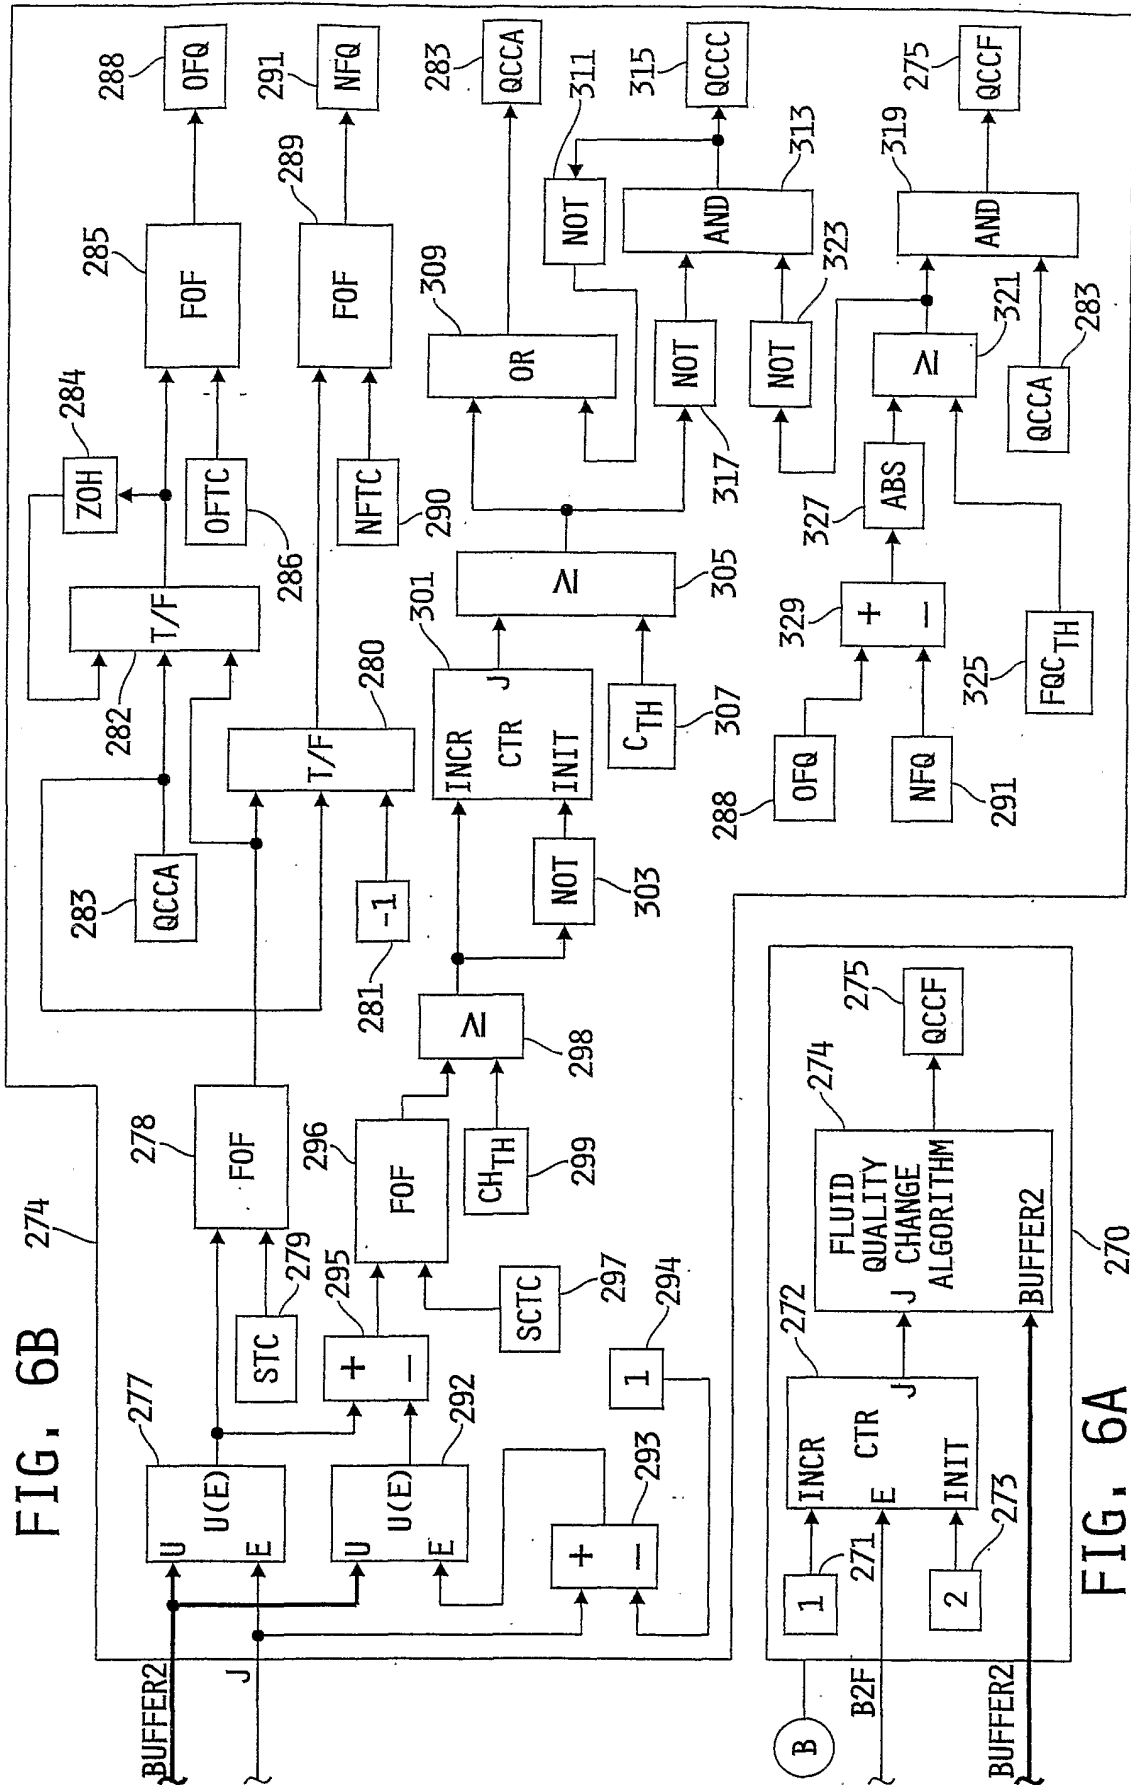 FIG. 6B
274
BUFFER2
J
U
U(E)
E
277
U
U(E)
E
292
+
−
293
1
294
STC
279
+
−
295
FOF
278
FOF
296
SCTC
297
CHTH
299
≥
298
QCCA
283
-1
281
T/F
280
T/F
282
ZOH
284
OFTC
286
FOF
285
OFQ
288
NFTC
290
FOF
289
NFQ
291
NOT
303
INCR
CTR
J
INIT
301
CTH
307
≥
305
OR
309
QCCA
283
NOT
311
NOT
317
AND
313
QCCC
315
NOT
323
OFQ
288
NFQ
291
+
−
329
ABS
327
FQCTH
325
≥
321
QCCA
283
AND
319
QCCF
275
FIG. 6A
B
B2F
BUFFER2
1
271
2
273
INCR
E
CTR
J
INIT
272
FLUID
QUALITY
J
CHANGE
ALGORITHM
BUFFER2
274
QCCF
275
270